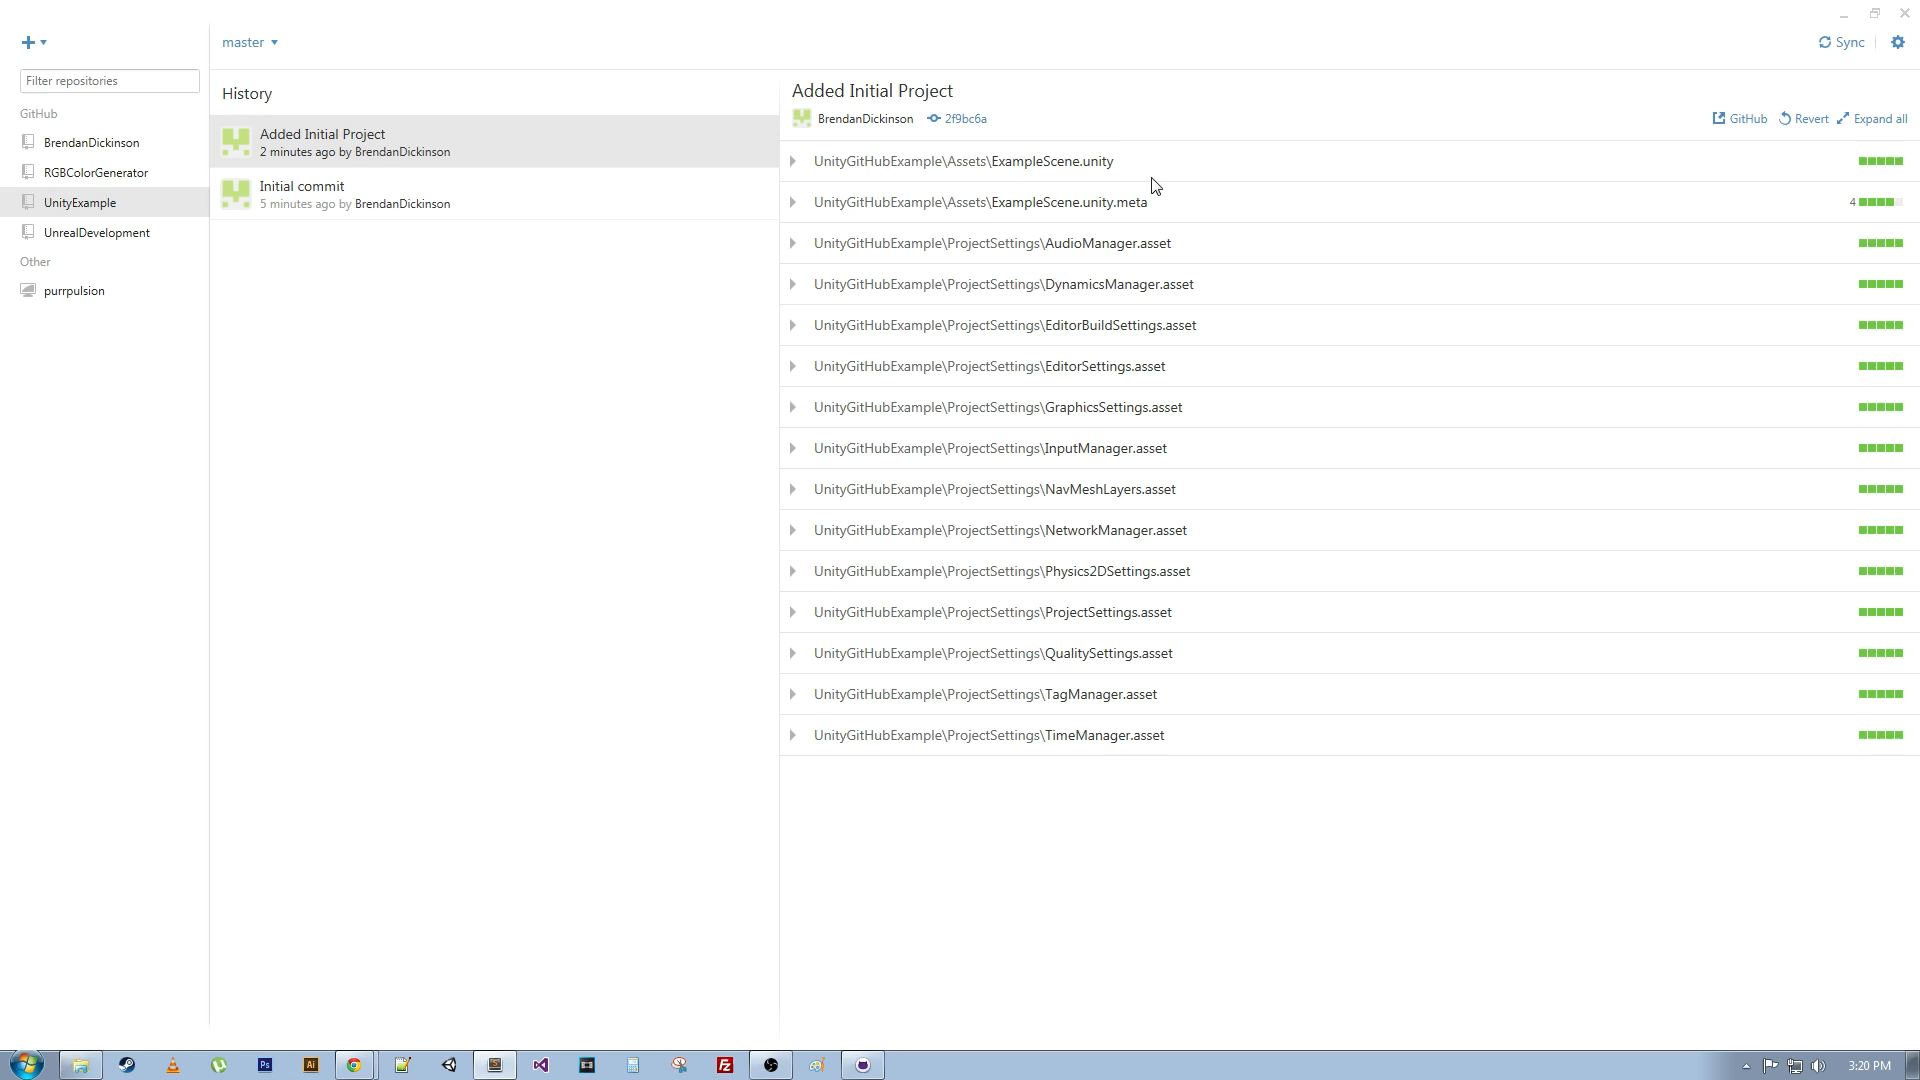 master
Sync
Filter repositories
GitHub
BrendanDickinson
RGBColorGenerator
UnityExample
UnrealDevelopment
Other
purrpulsion
History
Added Initial Project
2 minutes ago by BrendanDickinson
Initial commit
5 minutes ago by BrendanDickinson
Added Initial Project
BrendanDickinson 2f9bc6a
GitHub Revert Expand all
UnityGitHubExample\Assets\ExampleScene.unity
UnityGitHubExample\Assets\ExampleScene.unity.meta 4
UnityGitHubExample\ProjectSettings\AudioManager.asset
UnityGitHubExample\ProjectSettings\DynamicsManager.asset
UnityGitHubExample\ProjectSettings\EditorBuildSettings.asset
UnityGitHubExample\ProjectSettings\EditorSettings.asset
UnityGitHubExample\ProjectSettings\GraphicsSettings.asset
UnityGitHubExample\ProjectSettings\InputManager.asset
UnityGitHubExample\ProjectSettings\NavMeshLayers.asset
UnityGitHubExample\ProjectSettings\NetworkManager.asset
UnityGitHubExample\ProjectSettings\Physics2DSettings.asset
UnityGitHubExample\ProjectSettings\ProjectSettings.asset
UnityGitHubExample\ProjectSettings\QualitySettings.asset
UnityGitHubExample\ProjectSettings\TagManager.asset
UnityGitHubExample\ProjectSettings\TimeManager.asset
Ps
Ai
FZ
3:20 PM